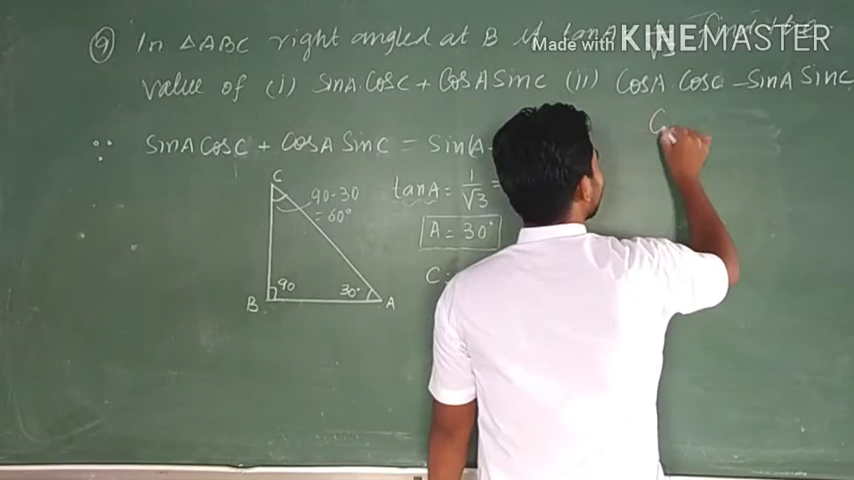 (9) In △ABC right angled at B if tanA
Made with KINEMASTER
value of (i) SinA.CosC + CosA SinC (ii) CosA CosC - SinA SinC
∵ SinA CosC + CosA SinC = Sin(A
C
C
90-30
= 60°
tanA = 1/√3 =
A = 30°
C =
90
30°
B
A